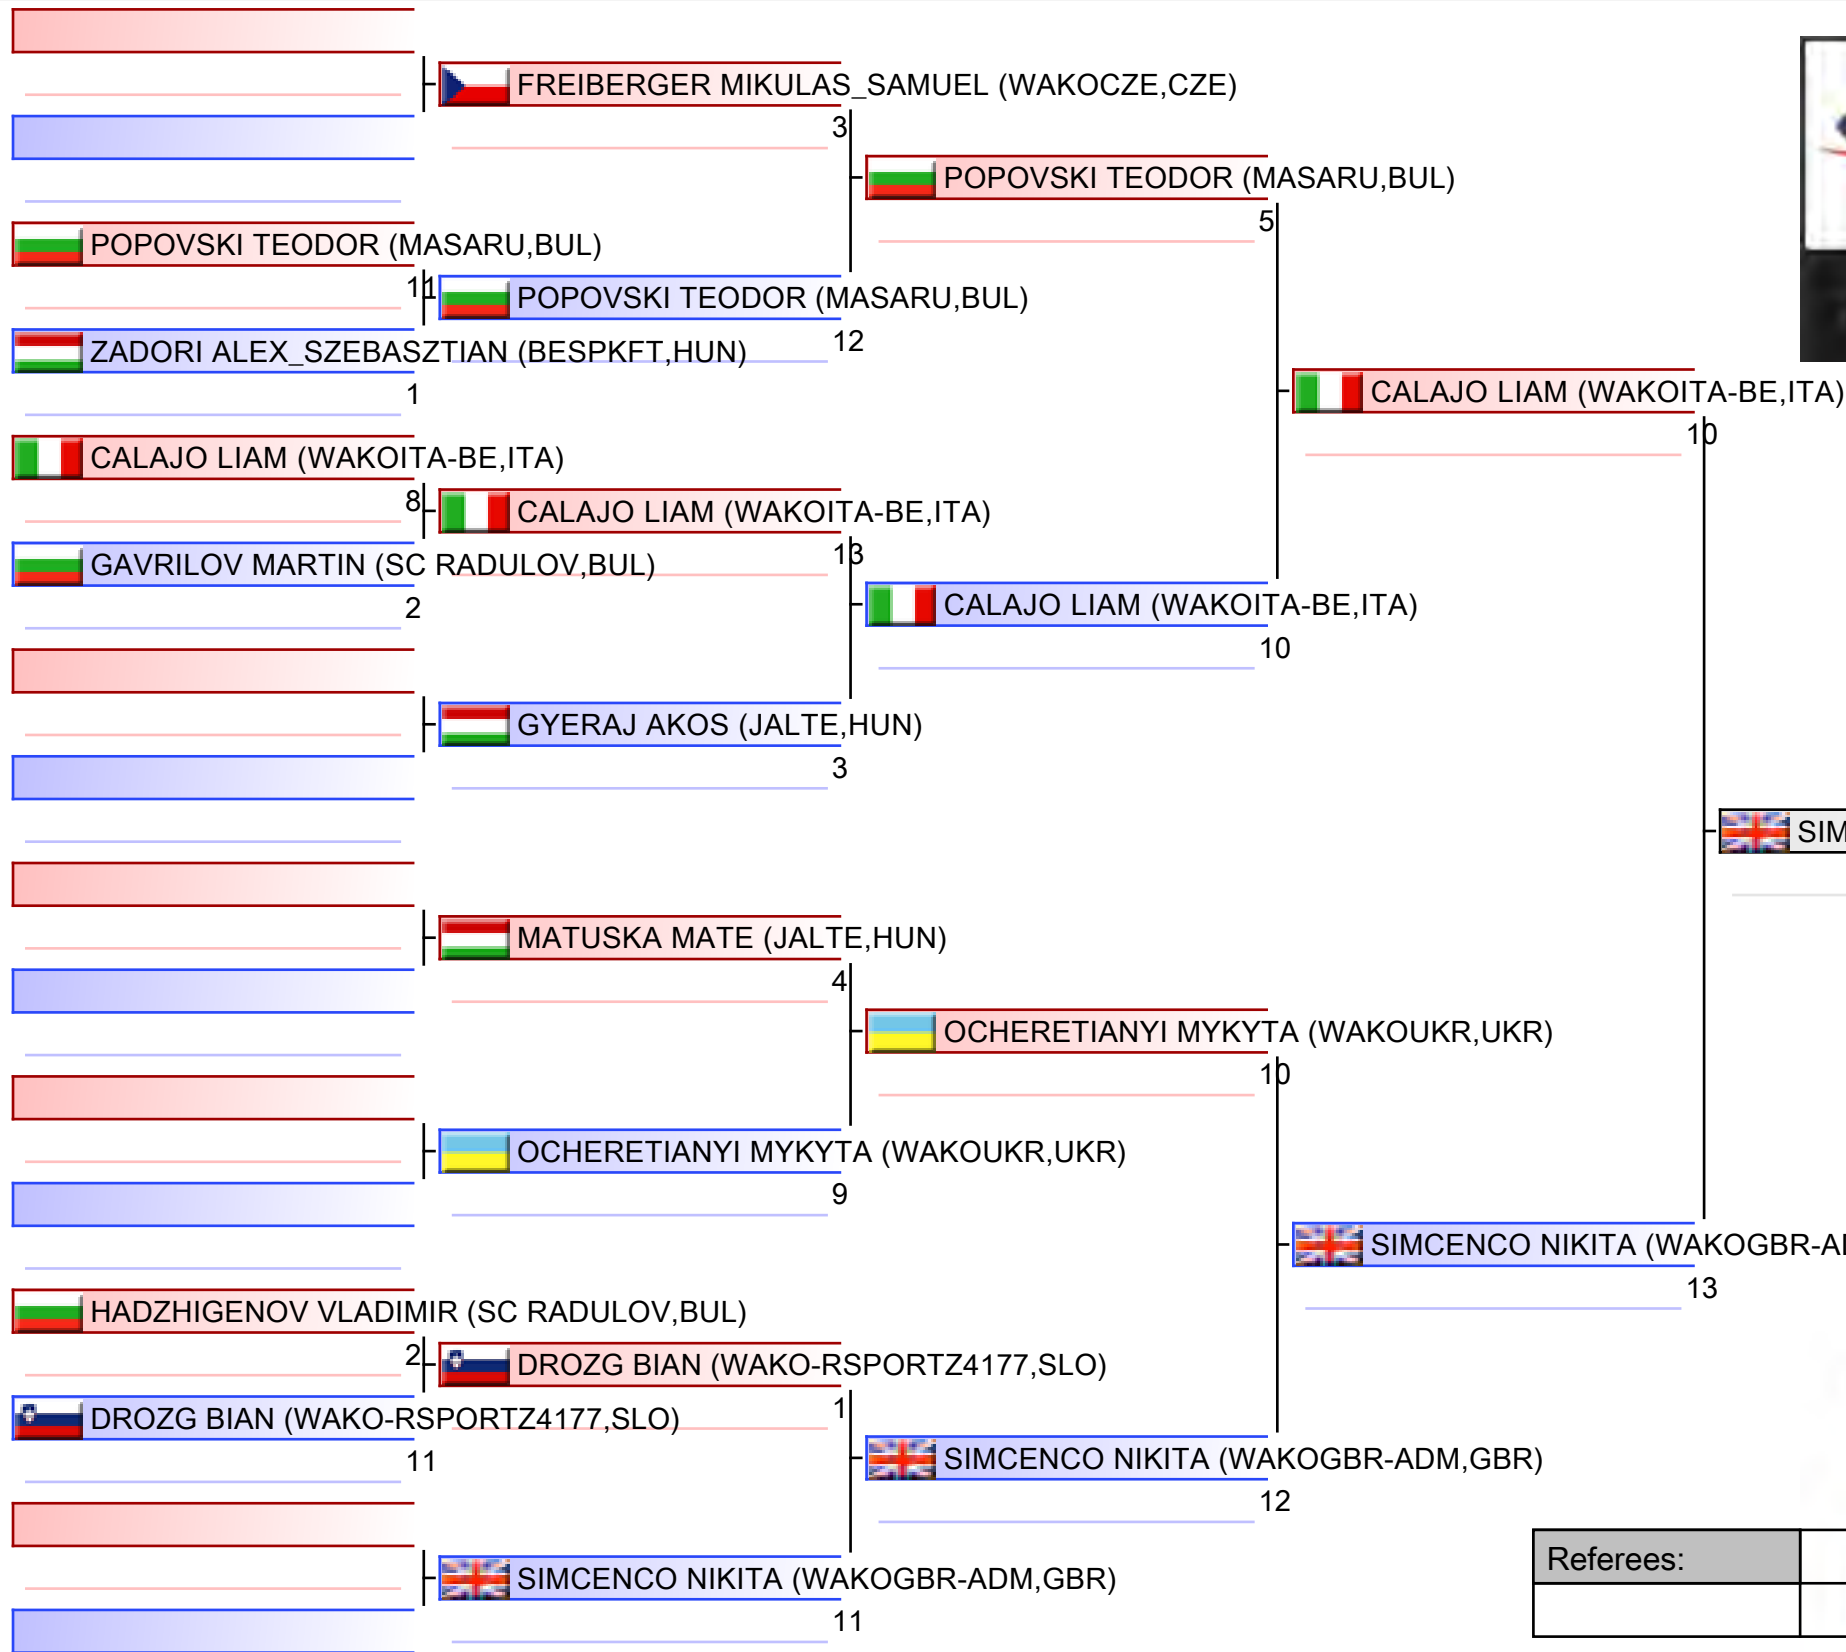 FREIBERGER MIKULAS_SAMUEL (WAKOCZE,CZE)
3
POPOVSKI TEODOR (MASARU,BUL)
5
POPOVSKI TEODOR (MASARU,BUL)
11
POPOVSKI TEODOR (MASARU,BUL)
12
ZADORI ALEX_SZEBASZTIAN (BESPKFT,HUN)
1
CALAJO LIAM (WAKOITA-BE,ITA)
10
CALAJO LIAM (WAKOITA-BE,ITA)
8
CALAJO LIAM (WAKOITA-BE,ITA)
13
GAVRILOV MARTIN (SC RADULOV,BUL)
2
CALAJO LIAM (WAKOITA-BE,ITA)
10
GYERAJ AKOS (JALTE,HUN)
3
SIM
MATUSKA MATE (JALTE,HUN)
4
OCHERETIANYI MYKYTA (WAKOUKR,UKR)
10
OCHERETIANYI MYKYTA (WAKOUKR,UKR)
9
SIMCENCO NIKITA (WAKOGBR-A
13
HADZHIGENOV VLADIMIR (SC RADULOV,BUL)
2
DROZG BIAN (WAKO-RSPORTZ4177,SLO)
1
DROZG BIAN (WAKO-RSPORTZ4177,SLO)
11
SIMCENCO NIKITA (WAKOGBR-ADM,GBR)
12
Referees:
SIMCENCO NIKITA (WAKOGBR-ADM,GBR)
11